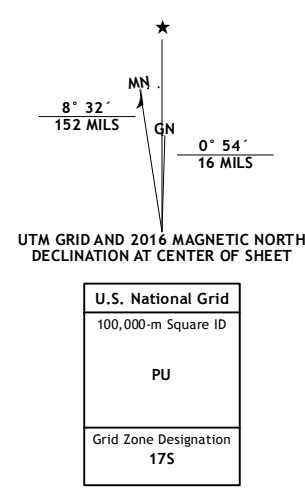 MN
8° 32´
152 MILS
GN
0° 54´
16 MILS
UTM GRID AND 2016 MAGNETIC NORTH
DECLINATION AT CENTER OF SHEET
U.S. National Grid
100,000-m Square ID
PU
Grid Zone Designation
17S